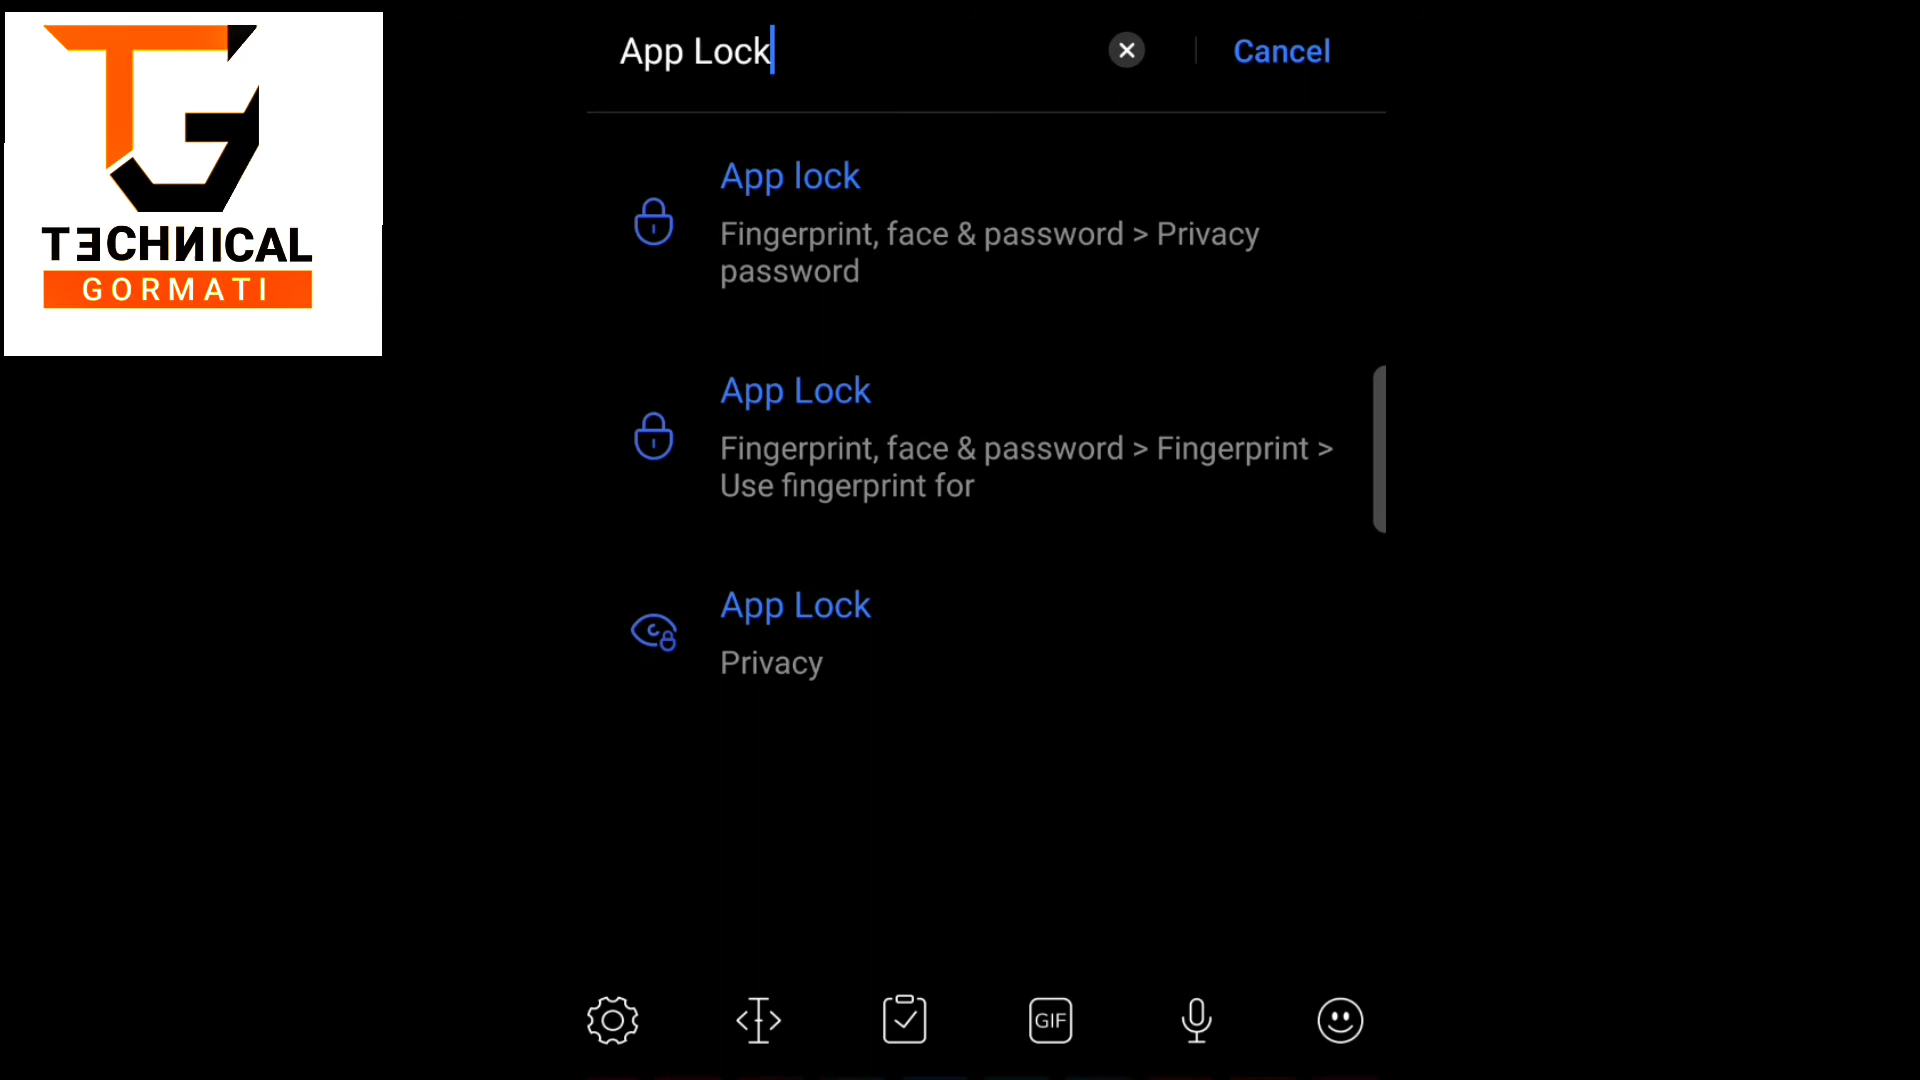 TECHNICAL
GORMATI
App Lock
Cancel
App lock
Fingerprint, face & password > Privacy
password
App Lock
Fingerprint, face & password > Fingerprint >
Use fingerprint for
App Lock
Privacy
GIF